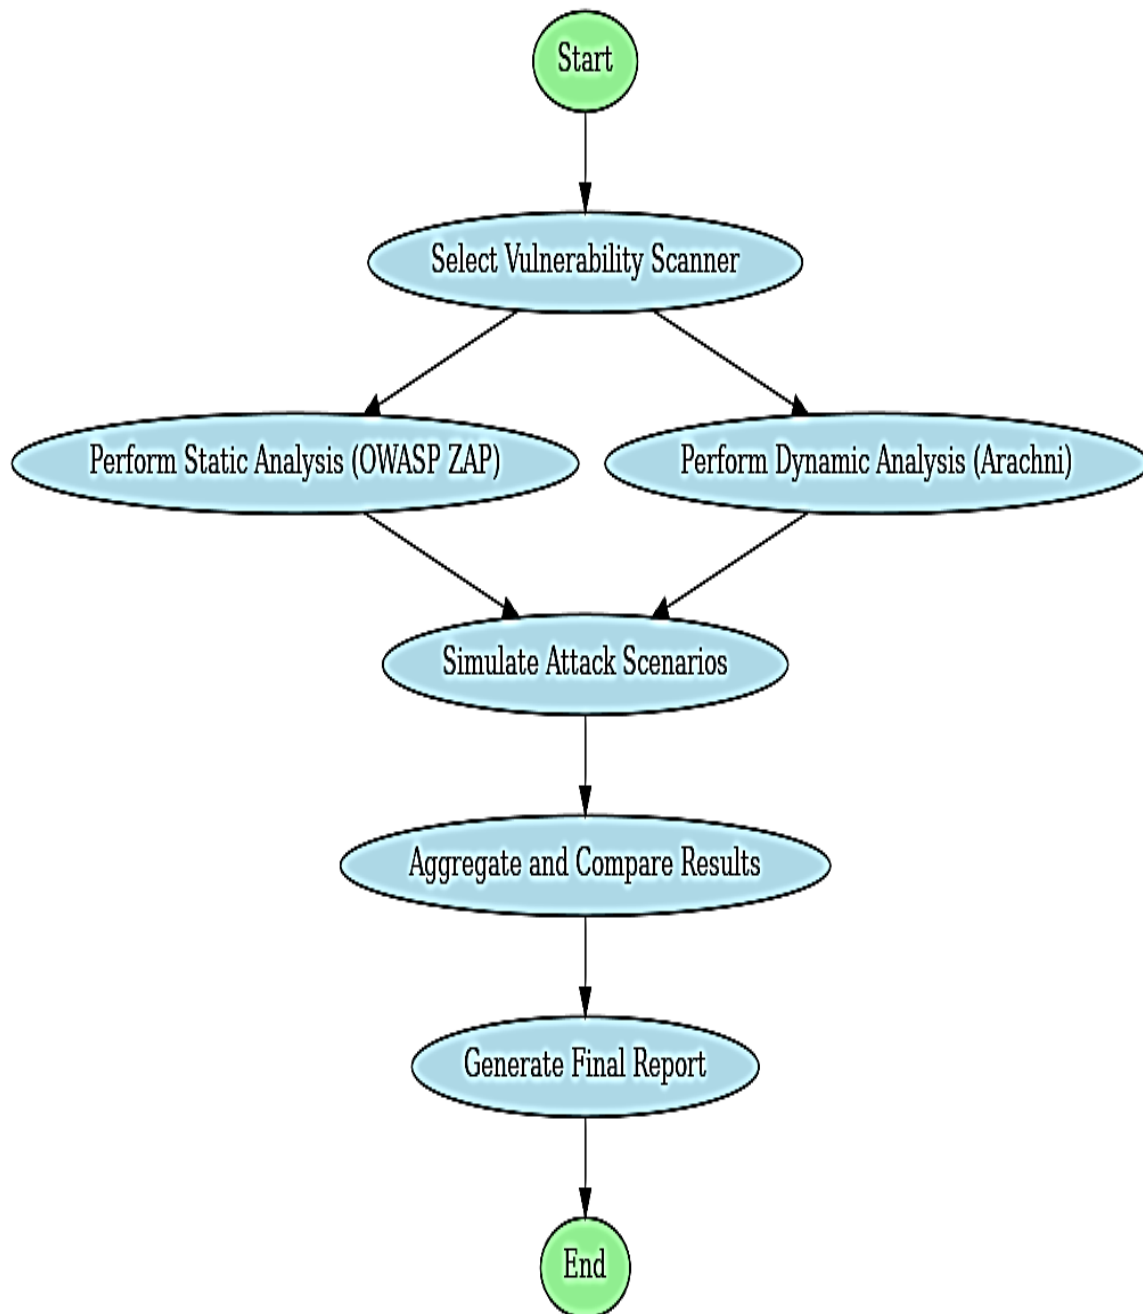 Start
Select Vulnerability Scanner
Perform Static Analysis (OWASP ZAP)
Perform Dynamic Analysis (Arachni)
Simulate Attack Scenarios
Aggregate and Compare Results
Generate Final Report
End